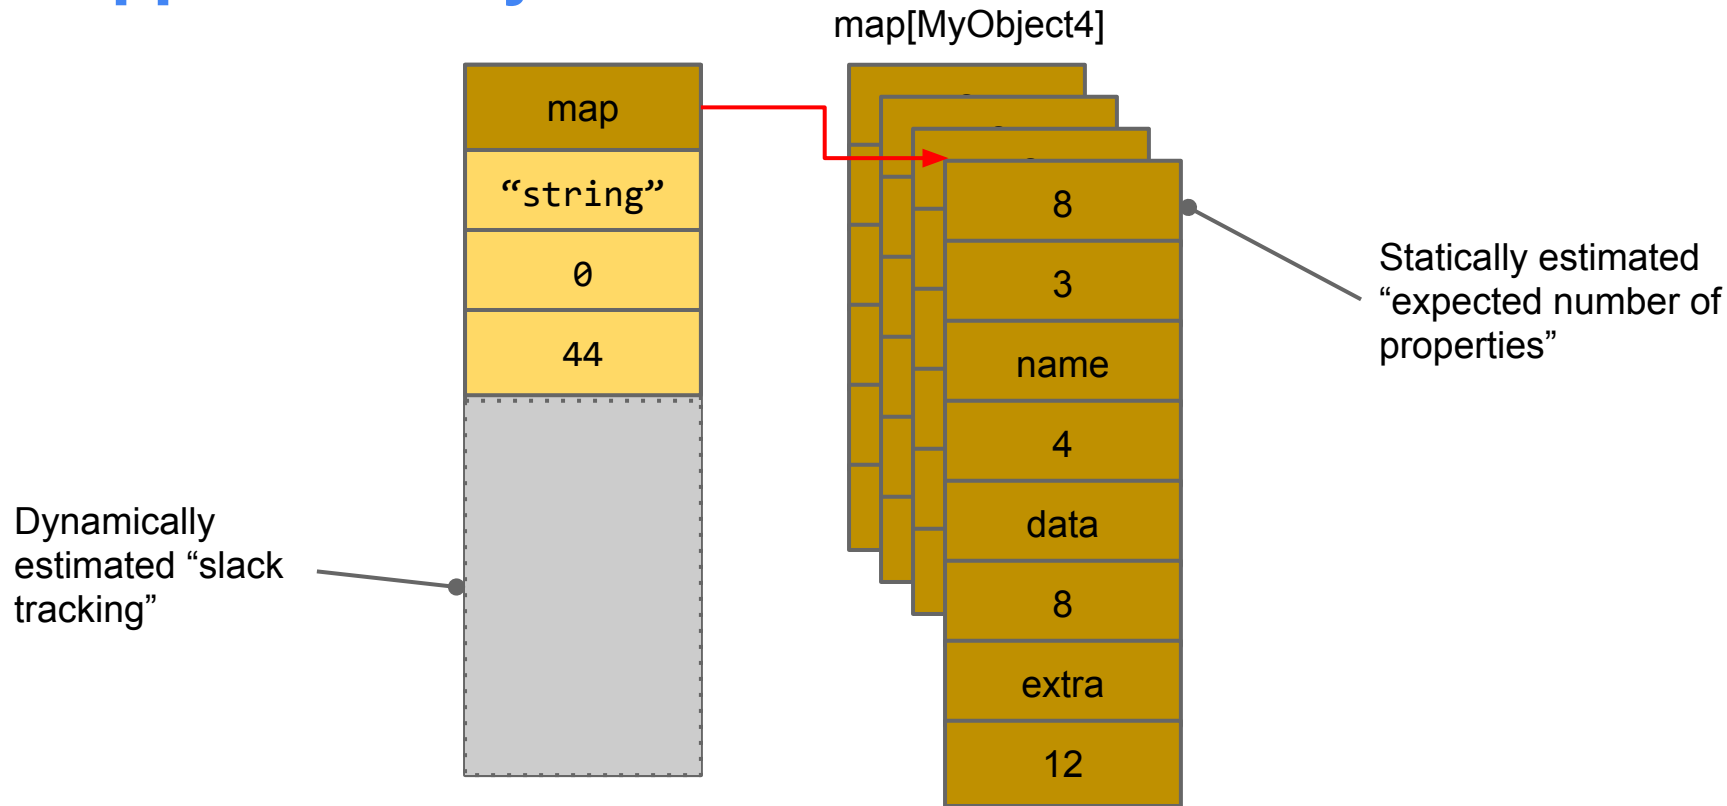 map[MyObject4]
map
“string”
0
44
8
3
name
4
data
8
extra
12
Statically estimated
“expected number of
properties”
Dynamically
estimated “slack
tracking”